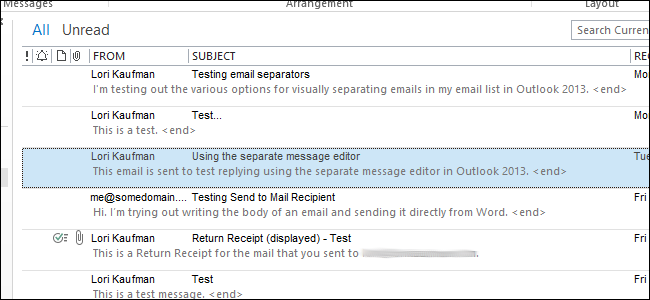 Messages Arrangement Layout
All Unread Search Curren
! FROM SUBJECT REC
Lori Kaufman Testing email separators Mo
I'm testing out the various options for visually separating emails in my email list in Outlook 2013. <end>
Lori Kaufman Test... Mo
This is a test. <end>
Lori Kaufman Using the separate message editor Tue
This email is sent to test replying using the separate message editor in Outlook 2013. <end>
me@somedomain.... Testing Send to Mail Recipient Fri
Hi. I'm trying out writing the body of an email and sending it directly from Word. <end>
Lori Kaufman Return Receipt (displayed) - Test Fri
This is a Return Receipt for the mail that you sent to .
Lori Kaufman Test Fri
This is a test message. <end>